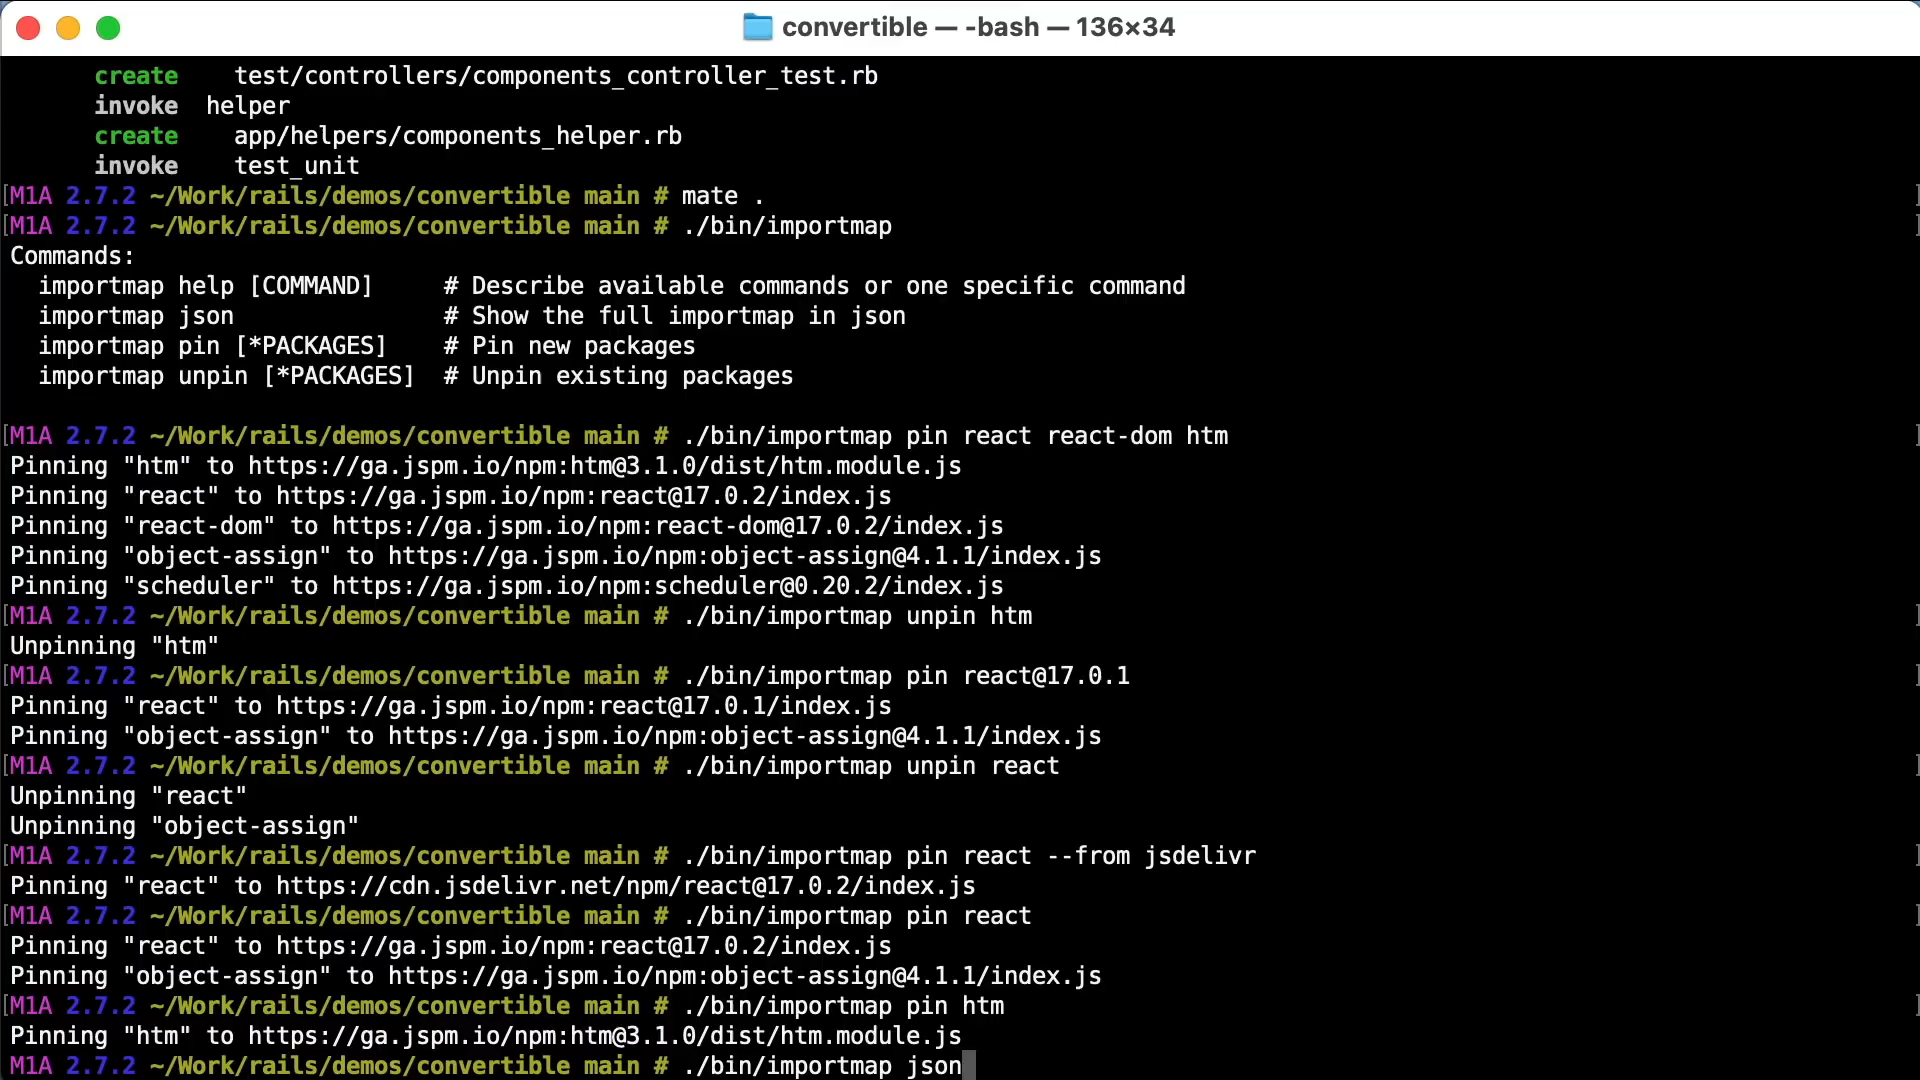 convertible — -bash — 136×34
create    test/controllers/components_controller_test.rb
invoke  helper
create    app/helpers/components_helper.rb
invoke    test_unit
[M1A 2.7.2 ~/Work/rails/demos/convertible main # mate .
[M1A 2.7.2 ~/Work/rails/demos/convertible main # ./bin/importmap
Commands:
  importmap help [COMMAND]     # Describe available commands or one specific command
  importmap json               # Show the full importmap in json
  importmap pin [*PACKAGES]    # Pin new packages
  importmap unpin [*PACKAGES]  # Unpin existing packages
[M1A 2.7.2 ~/Work/rails/demos/convertible main # ./bin/importmap pin react react-dom htm
Pinning "htm" to https://ga.jspm.io/npm:htm@3.1.0/dist/htm.module.js
Pinning "react" to https://ga.jspm.io/npm:react@17.0.2/index.js
Pinning "react-dom" to https://ga.jspm.io/npm:react-dom@17.0.2/index.js
Pinning "object-assign" to https://ga.jspm.io/npm:object-assign@4.1.1/index.js
Pinning "scheduler" to https://ga.jspm.io/npm:scheduler@0.20.2/index.js
[M1A 2.7.2 ~/Work/rails/demos/convertible main # ./bin/importmap unpin htm
Unpinning "htm"
[M1A 2.7.2 ~/Work/rails/demos/convertible main # ./bin/importmap pin react@17.0.1
Pinning "react" to https://ga.jspm.io/npm:react@17.0.1/index.js
Pinning "object-assign" to https://ga.jspm.io/npm:object-assign@4.1.1/index.js
[M1A 2.7.2 ~/Work/rails/demos/convertible main # ./bin/importmap unpin react
Unpinning "react"
Unpinning "object-assign"
[M1A 2.7.2 ~/Work/rails/demos/convertible main # ./bin/importmap pin react --from jsdelivr
Pinning "react" to https://cdn.jsdelivr.net/npm/react@17.0.2/index.js
[M1A 2.7.2 ~/Work/rails/demos/convertible main # ./bin/importmap pin react
Pinning "react" to https://ga.jspm.io/npm:react@17.0.2/index.js
Pinning "object-assign" to https://ga.jspm.io/npm:object-assign@4.1.1/index.js
[M1A 2.7.2 ~/Work/rails/demos/convertible main # ./bin/importmap pin htm
Pinning "htm" to https://ga.jspm.io/npm:htm@3.1.0/dist/htm.module.js
M1A 2.7.2 ~/Work/rails/demos/convertible main # ./bin/importmap json